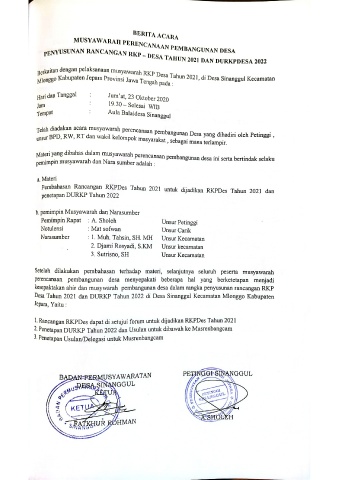 BERITA ACARA
MUSYAWARAH PERENCANAAN PEMBANGUNAN DESA
PENYUSUNAN RANCANGAN RKP – DESA TAHUN 2021 DAN DURKPDESA 2022
Berkaitan dengan pelaksanaan musyawarah RKP Desa Tahun 2021, di Desa Sinanggul Kecamatan
Mlonggo Kabupaten Jepara Provinsi Jawa Tengah pada :
Hari dan Tanggal : Jum'at, 23 Oktober 2020
Jam : 19.30 – Selesai WIB
Tempat : Aula Balaidesa Sinanggul
Telah diadakan acara musyawarah perencanaan pembangunan Desa yang dihadiri oleh Petinggi ,
unsur BPD, RW, RT dan wakil kelompok masyarakat , sebagai mana terlampir.
Materi yang dibahas dalam musyawarah perencanaan pembangunan desa ini serta bertindak selaku
pemimpin musyawarah dan Nara sumber adalah :
a. Materi
Pembahasan Rancangan RKPDes Tahun 2021 untuk dijadikan RKPDes Tahun 2021 dan
penetapan DURKP Tahun 2022
b. pemimpin Musyawarah dan Narasumber
Pemimpin Rapat : A. Sholeh Unsur Petinggi
Notulensi : Mat sofwan Unsur Carik
Narasumber : 1. Muh. Tahsin, SH. MH Unsur Kecamatan
2. Djami Rosyadi, S.KM Unsur kecamatan
3. Sutrisno, SH Unsur Kecamatan
Setelah dilakukan pembahasan terhadap materi, selanjutnya seluruh peserta musyawarah
perencanaan pembangunan desa menyepakati beberapa hal yang berketetapan menjadi
kesepakatan ahir dan musyawarah pembangunan desa dalam rangka penyusunan rancangan RKP
Desa Tahun 2021 dan DURKP Tahun 2022 di Desa Sinanggul Kecamatan Mlonggo Kabupaten
Jepara, Yaitu :
1. Rancangan RKPDes dapat di setujui forum untuk dijadikan RKPDes Tahun 2021
2. Penetapan DURKP Tahun 2022 dan Usulan untuk dibawah ke Musrenbangcam
3. Penetapan Usulan/Delegasi untuk Musrenbangcam
BADAN PERMUSYAWARATAN
DESA SINANGGUL
KETUA
KETUA
FATKHUR ROHMAN
PETINGGI SINANGGUL
A. SHOLEH